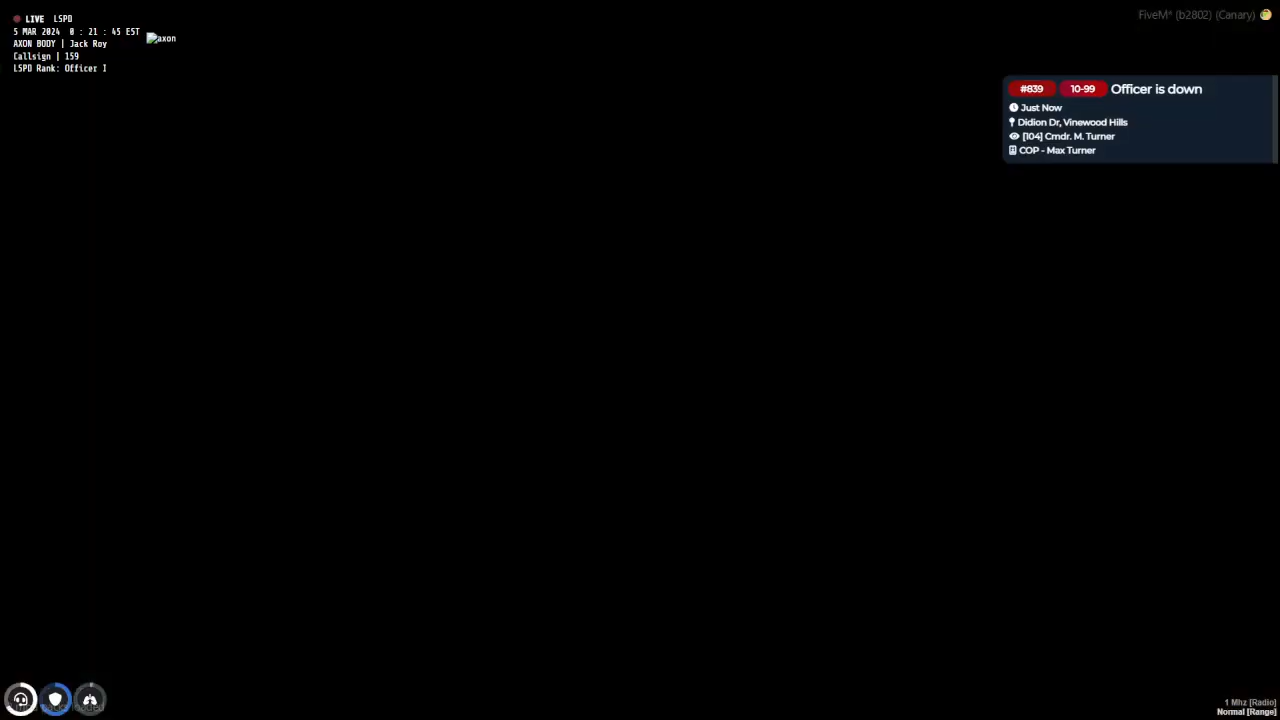 LIVE LSPD
5 MAR 2024 0 : 21 : 45 EST
AXON BODY | Jack Roy
axon
Callsign | 159
LSPD Rank: Officer I
FiveM* (b2802) (Canary)
#839 10-99 Officer is down
Just Now
Didion Dr, Vinewood Hills
[104] Cmdr. M. Turner
COP - Max Turner
loaded
1 Mhz [Radio]
Normal [Range]